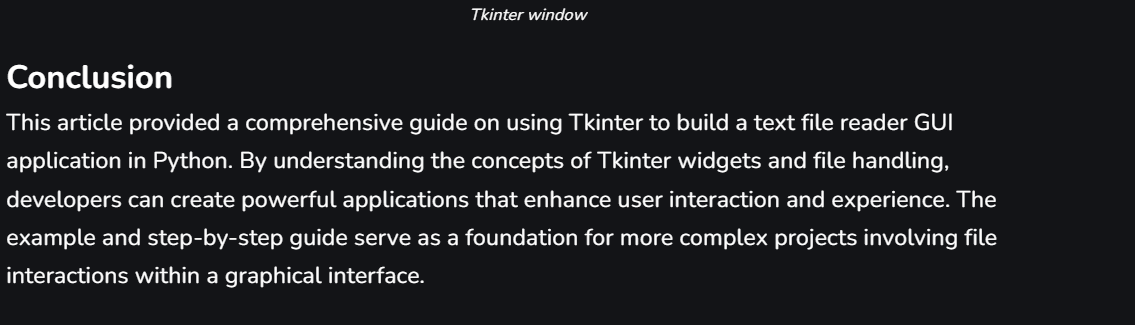 Tkinter window
Conclusion
This article provided a comprehensive guide on using Tkinter to build a text file reader GUI
application in Python. By understanding the concepts of Tkinter widgets and file handling,
developers can create powerful applications that enhance user interaction and experience. The
example and step-by-step guide serve as a foundation for more complex projects involving file
interactions within a graphical interface.